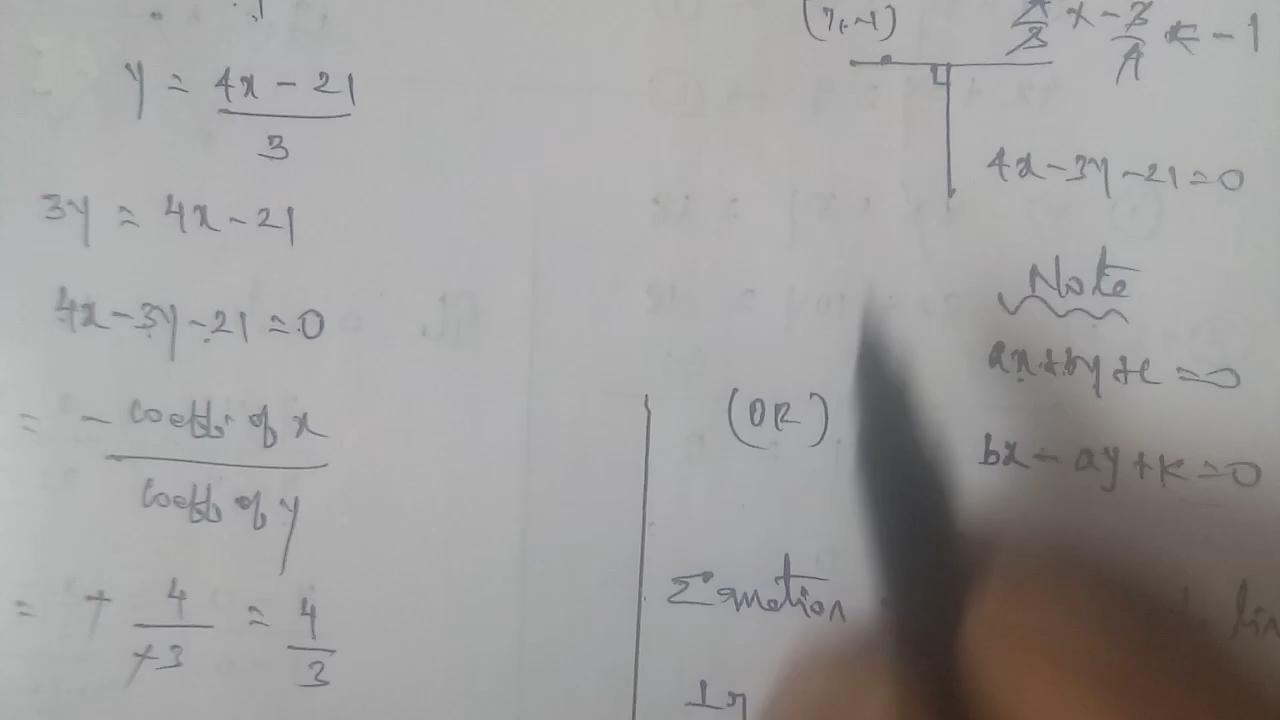 y = 4x - 21
3
3y = 4x - 21
4x - 3y - 21 = 0
= - coeff. of x
coeff of y
= + 4 = 4
+3 3
(7, -1)
4x - 3y - 21 = 0
Note
ax + by + c = 0
(OR)
bx - ay + k = 0